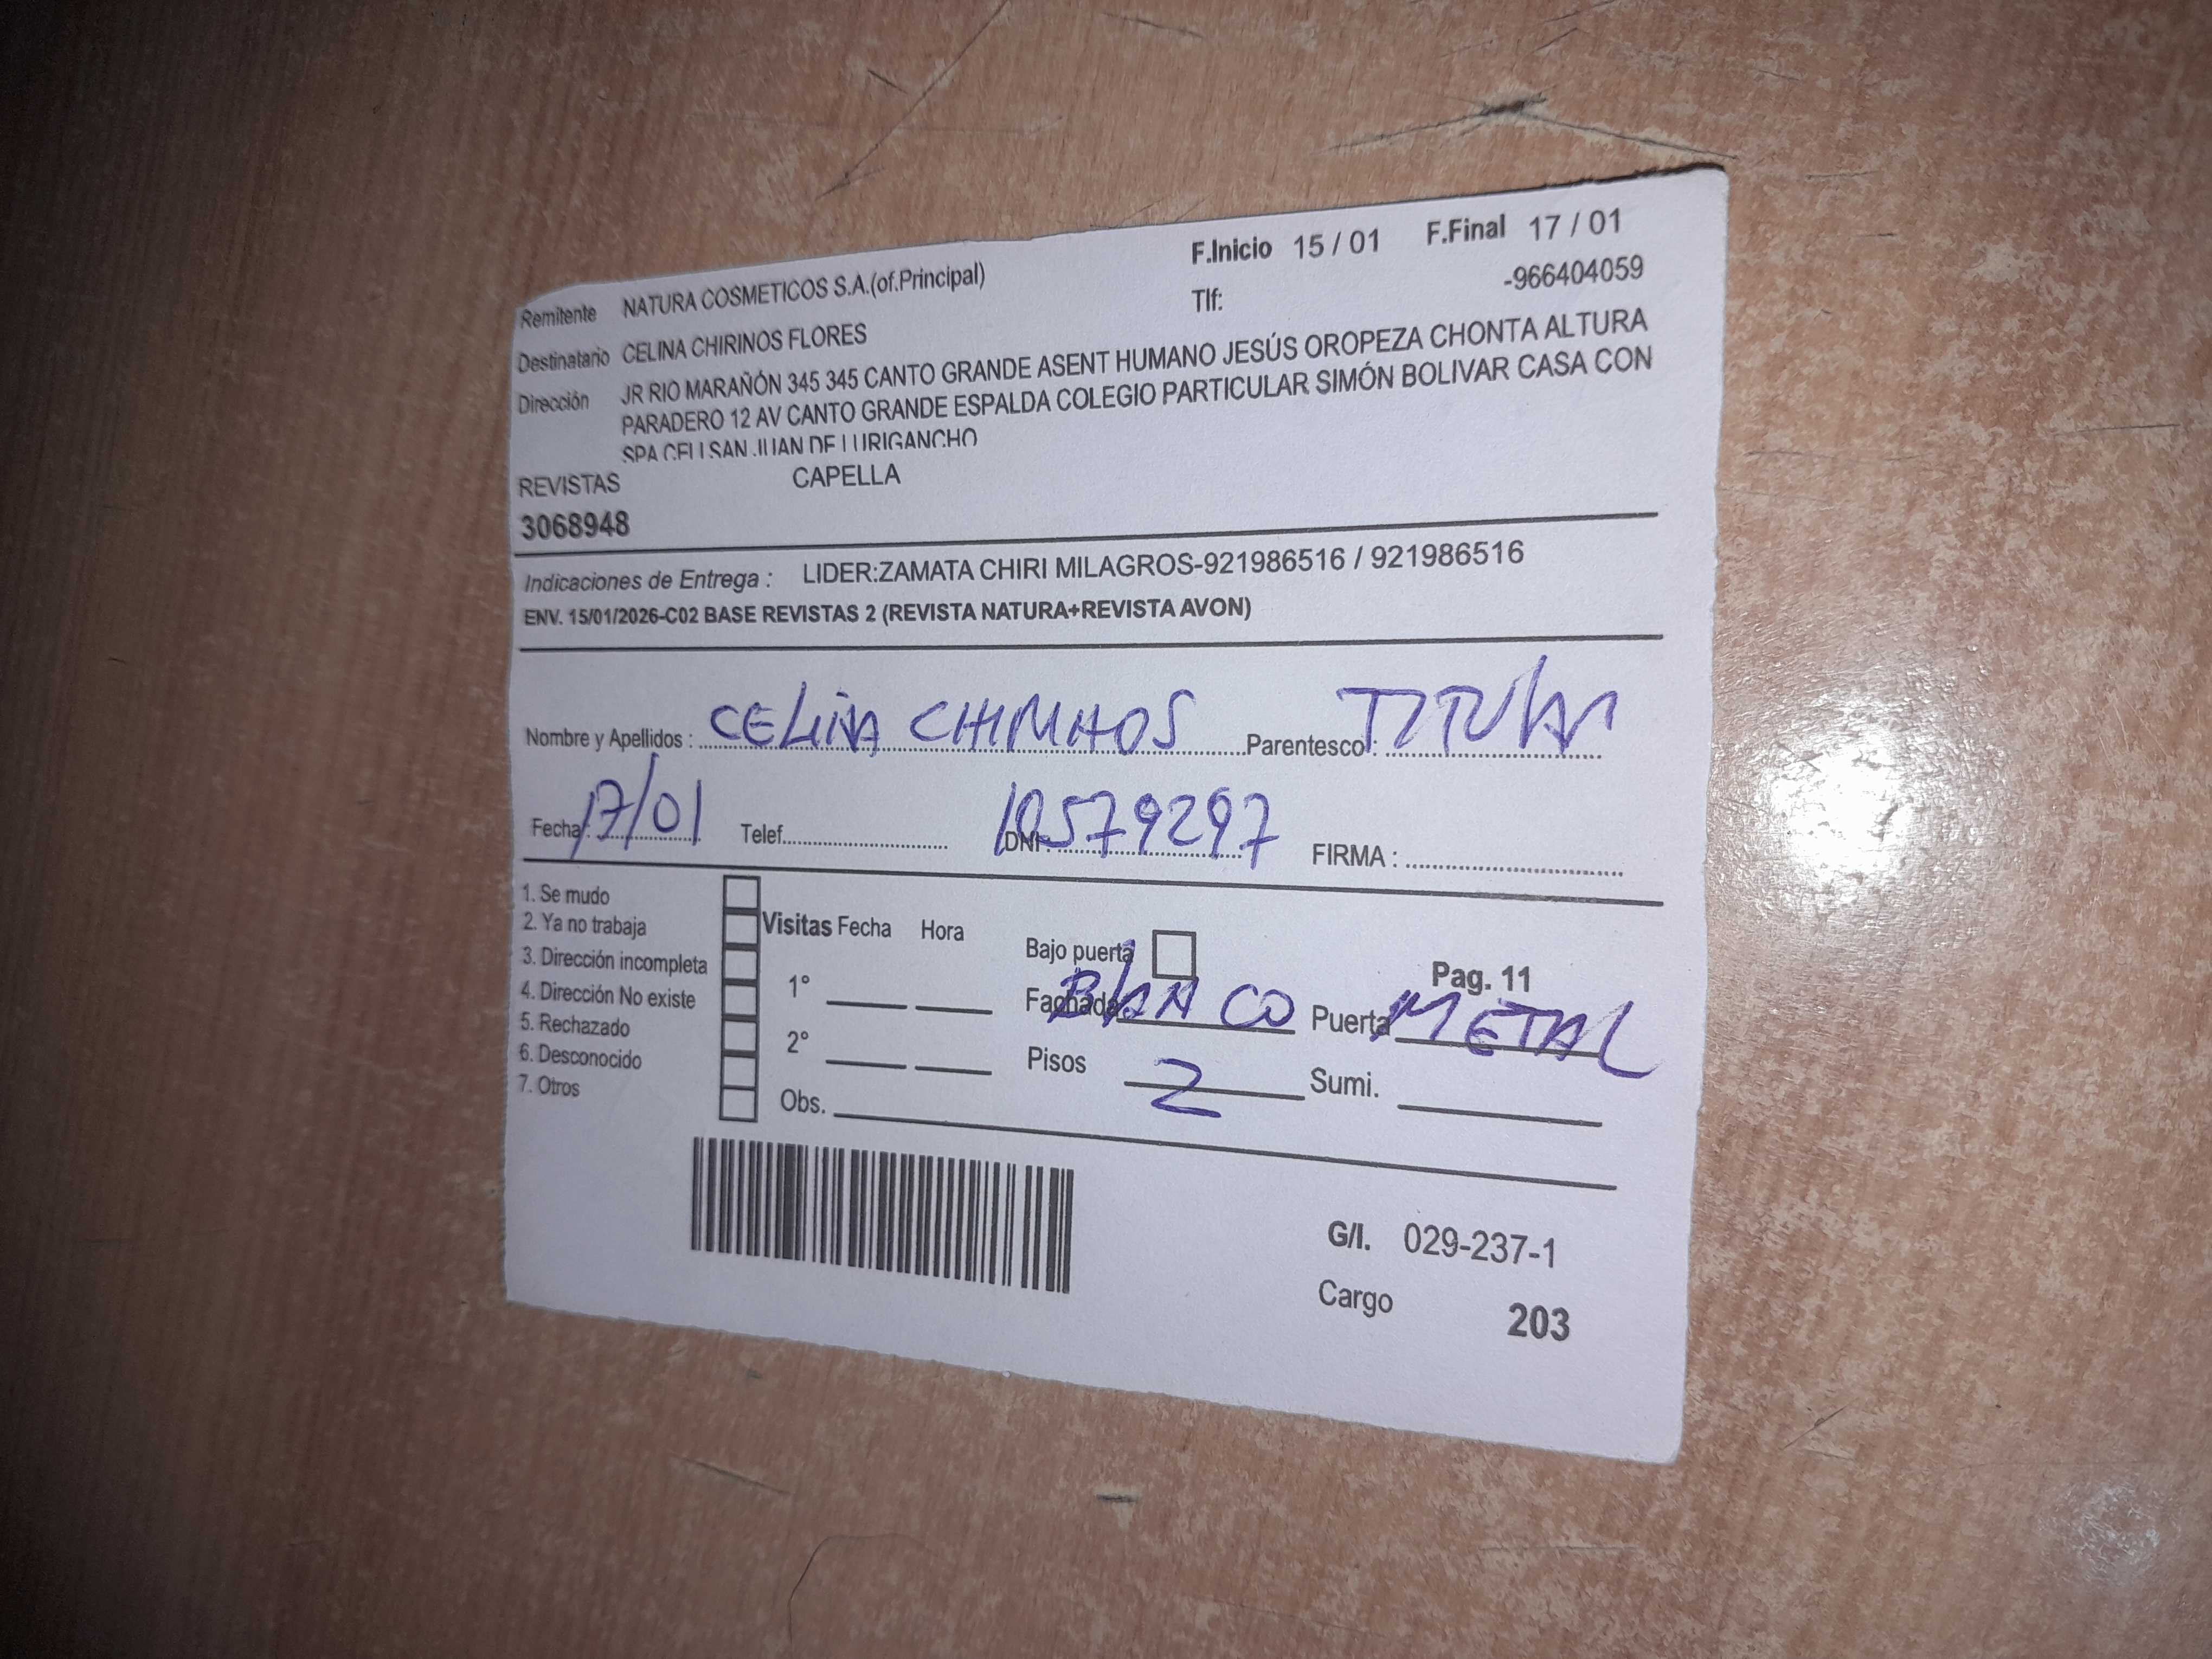 F.Inicio 15 / 01 F.Final 17 / 01
Remitente NATURA COSMETICOS S.A.(of.Principal) Tlf: -966404059
Destinatario CELINA CHIRINOS FLORES
Dirección JR RIO MARAÑÓN 345 345 CANTO GRANDE ASENT HUMANO JESÚS OROPEZA CHONTA ALTURA
PARADERO 12 AV CANTO GRANDE ESPALDA COLEGIO PARTICULAR SIMÓN BOLIVAR CASA CON
SPA CELI SAN JUAN DE LURIGANCHO
REVISTAS CAPELLA
3068948
Indicaciones de Entrega : LIDER:ZAMATA CHIRI MILAGROS-921986516 / 921986516
ENV. 15/01/2026-C02 BASE REVISTAS 2 (REVISTA NATURA+REVISTA AVON)
Nombre y Apellidos : CELINA CHIRINOS Parentesco : TITULAR
Fecha : 17/01 Telef. DNI : 10579297 FIRMA :
1. Se mudo
2. Ya no trabaja Visitas Fecha Hora Bajo puerta
3. Dirección incompleta Pag. 11
4. Dirección No existe 1° Fachada BlANCO Puerta METAL
5. Rechazado
6. Desconocido 2° Pisos 2 Sumi.
7. Otros Obs.
G/I. 029-237-1
Cargo 203